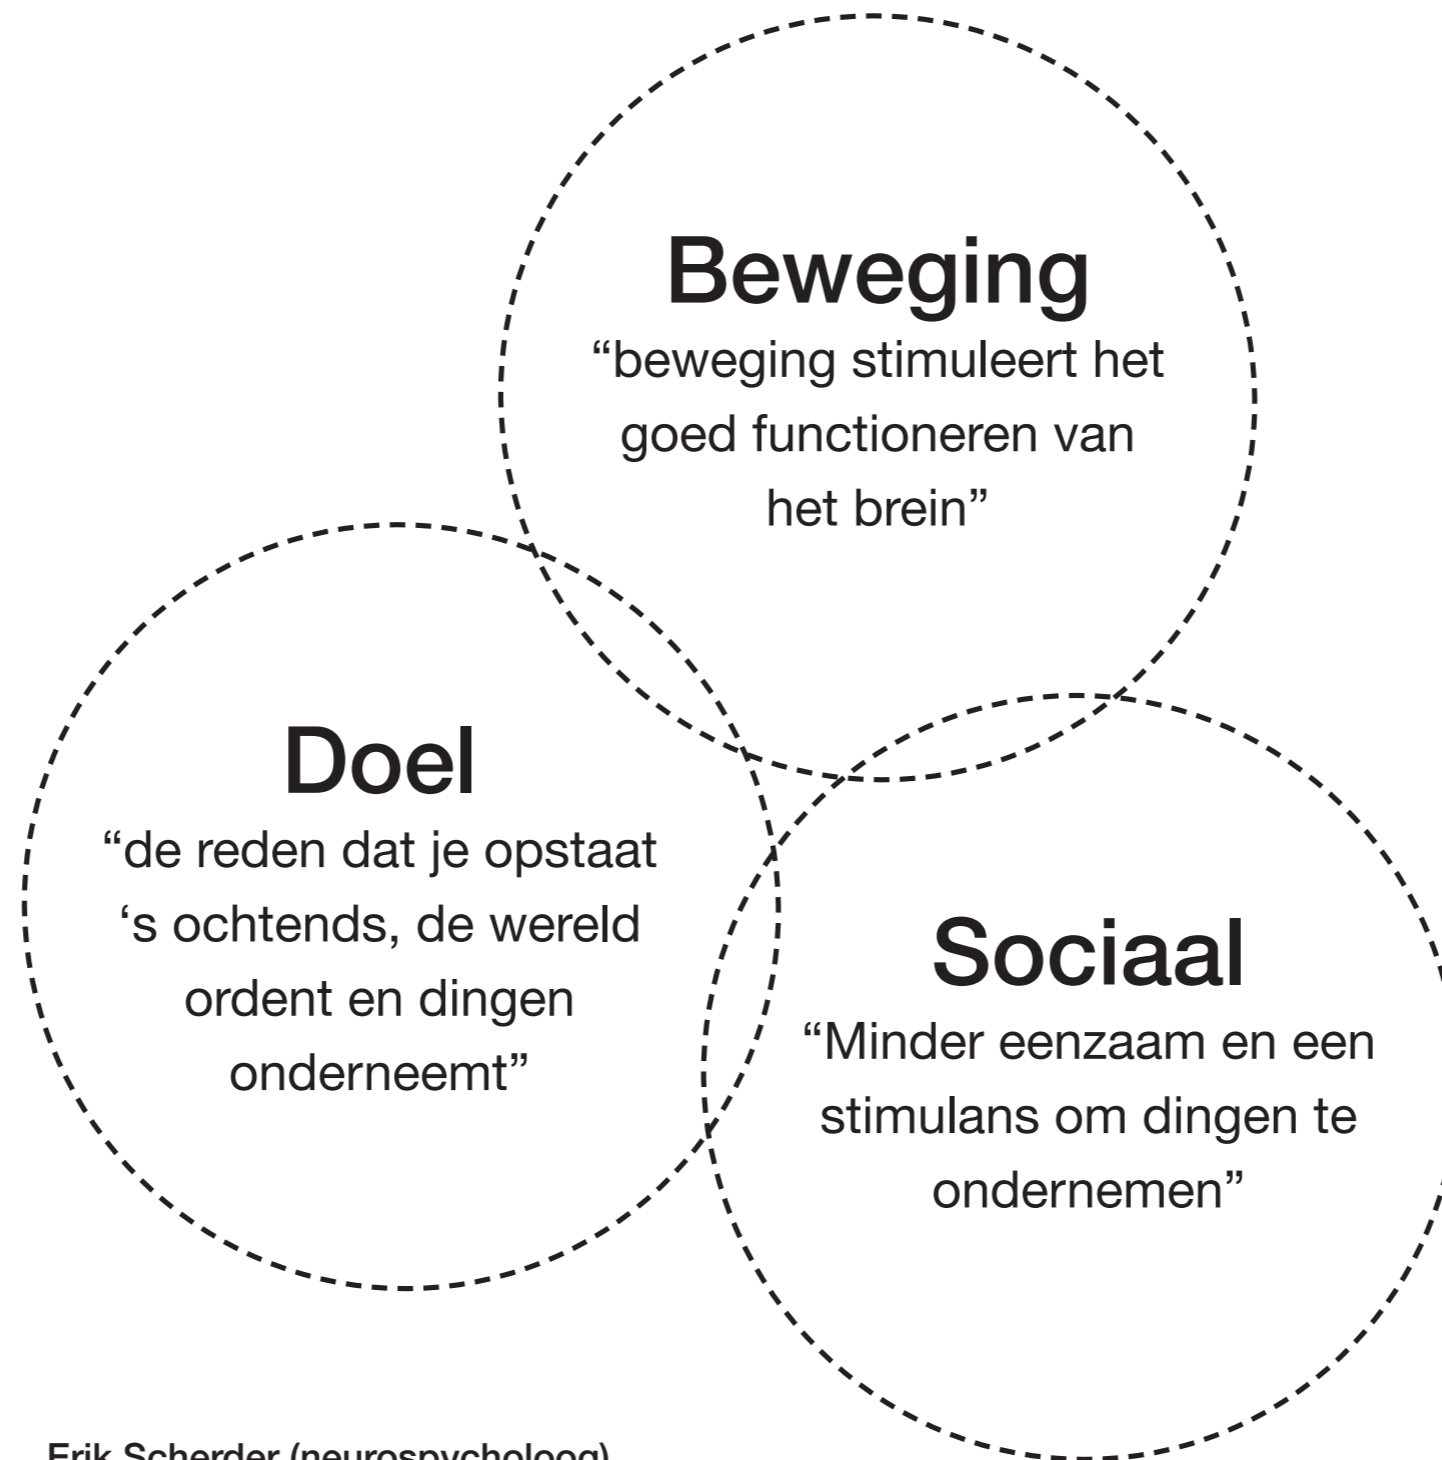 Beweging
“beweging stimuleert het
goed functioneren van
het brein”
Doel
“de reden dat je opstaat
‘s ochtends, de wereld
ordent en dingen
onderneemt”
Sociaal
“Minder eenzaam en een
stimulans om dingen te
ondernemen”
Erik Scherder (neurospycholoog)